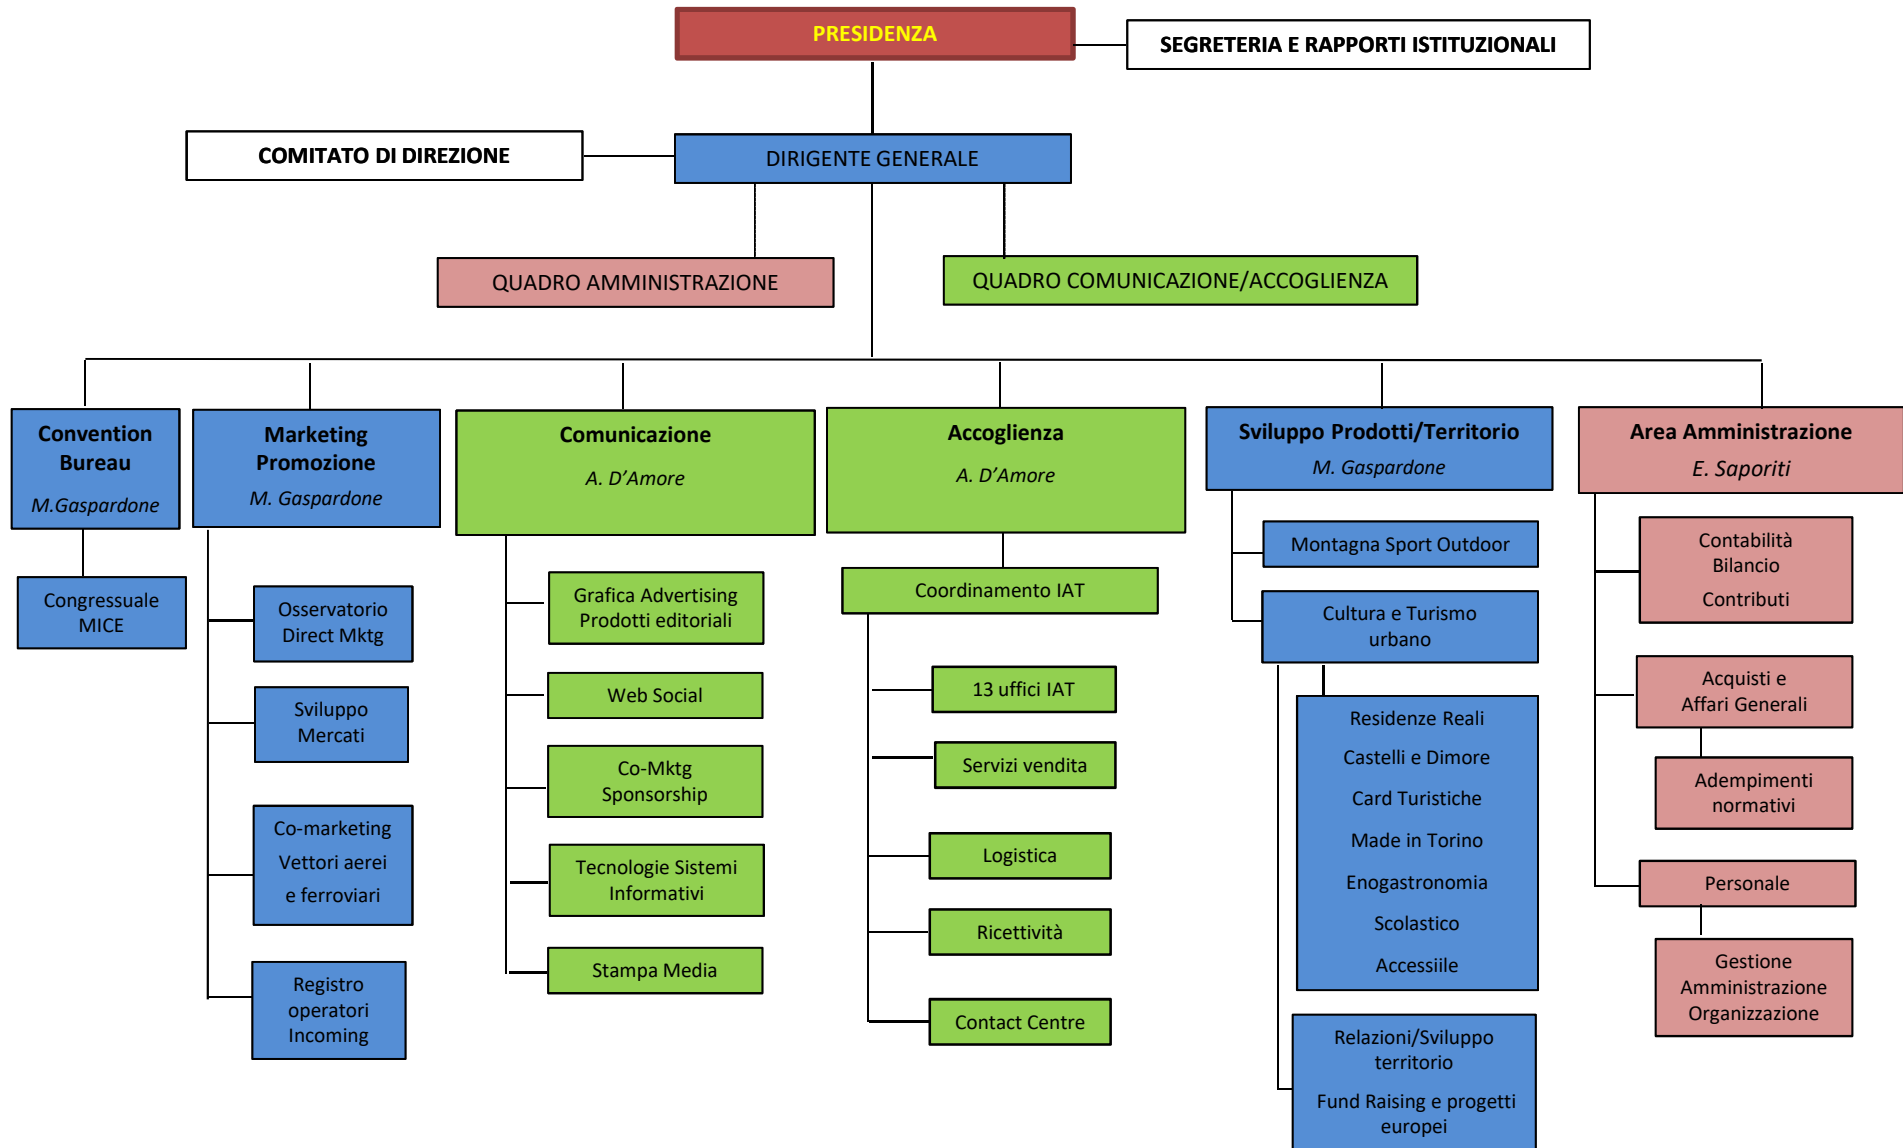 PRESIDENZA
SEGRETERIA E RAPPORTI ISTITUZIONALI
COMITATO DI DIREZIONE
DIRIGENTE GENERALE
QUADRO AMMINISTRAZIONE
QUADRO COMUNICAZIONE/ACCOGLIENZA
Convention
Bureau
M.Gaspardone
Congressuale
MICE
Marketing
Promozione
M. Gaspardone
Osservatorio
Direct Mktg
Sviluppo
Mercati
Co-marketing
Vettori aerei
e ferroviari
Registro
operatori
Incoming
Comunicazione
A. D’Amore
Grafica Advertising
Prodotti editoriali
Web Social
Co-Mktg
Sponsorship
Tecnologie Sistemi
Informativi
Stampa Media
Accoglienza
A. D’Amore
Coordinamento IAT
13 uffici IAT
Servizi vendita
Logistica
Ricettività
Contact Centre
Sviluppo Prodotti/Territorio
M. Gaspardone
Montagna Sport Outdoor
Cultura e Turismo
urbano
Residenze Reali
Castelli e Dimore
Card Turistiche
Made in Torino
Enogastronomia
Scolastico
Accessiile
Relazioni/Sviluppo
territorio
Fund Raising e progetti
europei
Area Amministrazione
E. Saporiti
Contabilità
Bilancio
Contributi
Acquisti e
Affari Generali
Adempimenti
normativi
Personale
Gestione
Amministrazione
Organizzazione